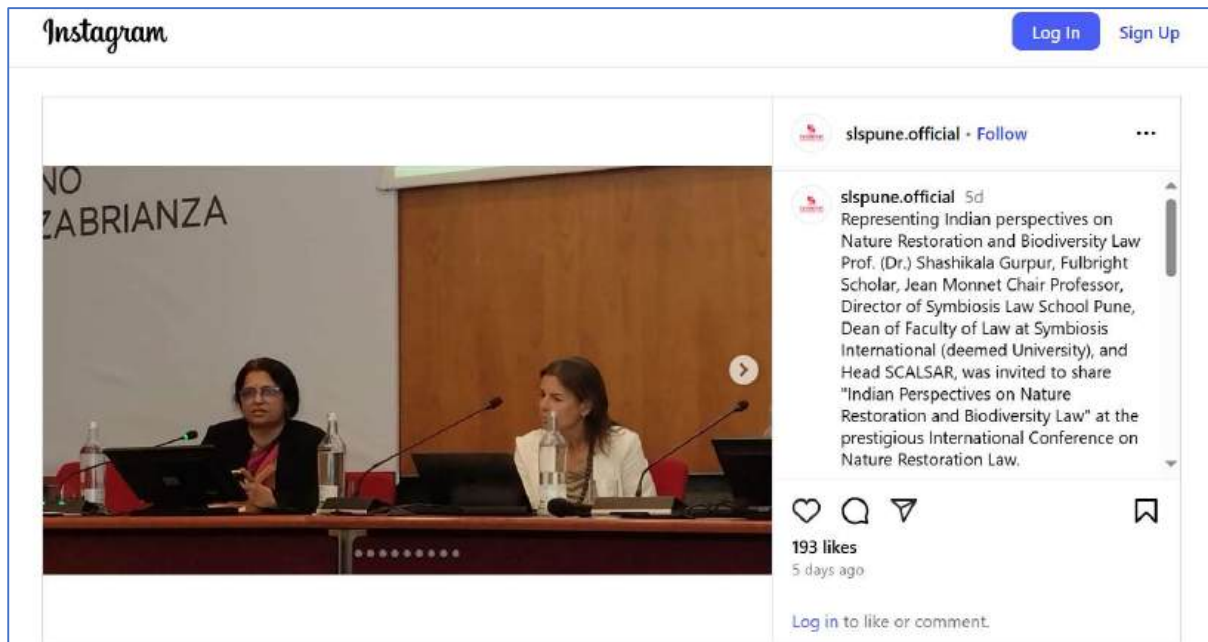 Instagram
Log In
Sign Up
NO
ZABRIANZA
slspune.official • Follow
slspune.official 5d
Representing Indian perspectives on
Nature Restoration and Biodiversity Law
Prof. (Dr.) Shashikala Gurpur, Fulbright
Scholar, Jean Monnet Chair Professor,
Director of Symbiosis Law School Pune,
Dean of Faculty of Law at Symbiosis
International (deemed University), and
Head SCALSAR, was invited to share
"Indian Perspectives on Nature
Restoration and Biodiversity Law" at the
prestigious International Conference on
Nature Restoration Law.
193 likes
5 days ago
Log in to like or comment.